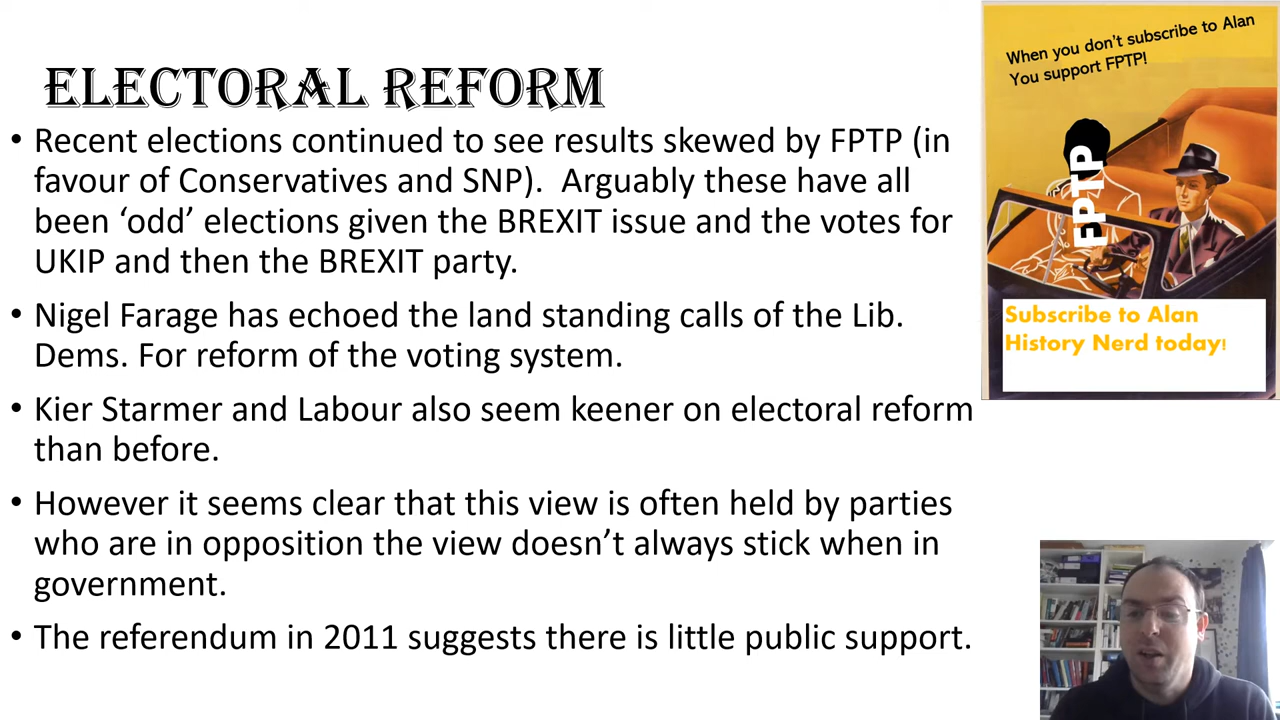 ELECTORAL REFORM
• Recent elections continued to see results skewed by FPTP (in
favour of Conservatives and SNP).  Arguably these have all
been ‘odd’ elections given the BREXIT issue and the votes for
UKIP and then the BREXIT party.
• Nigel Farage has echoed the land standing calls of the Lib.
Dems. For reform of the voting system.
• Kier Starmer and Labour also seem keener on electoral reform
than before.
• However it seems clear that this view is often held by parties
who are in opposition the view doesn’t always stick when in
government.
• The referendum in 2011 suggests there is little public support.
When you don't subscribe to Alan
You support FPTP!
FPTP
Subscribe to Alan
History Nerd today!